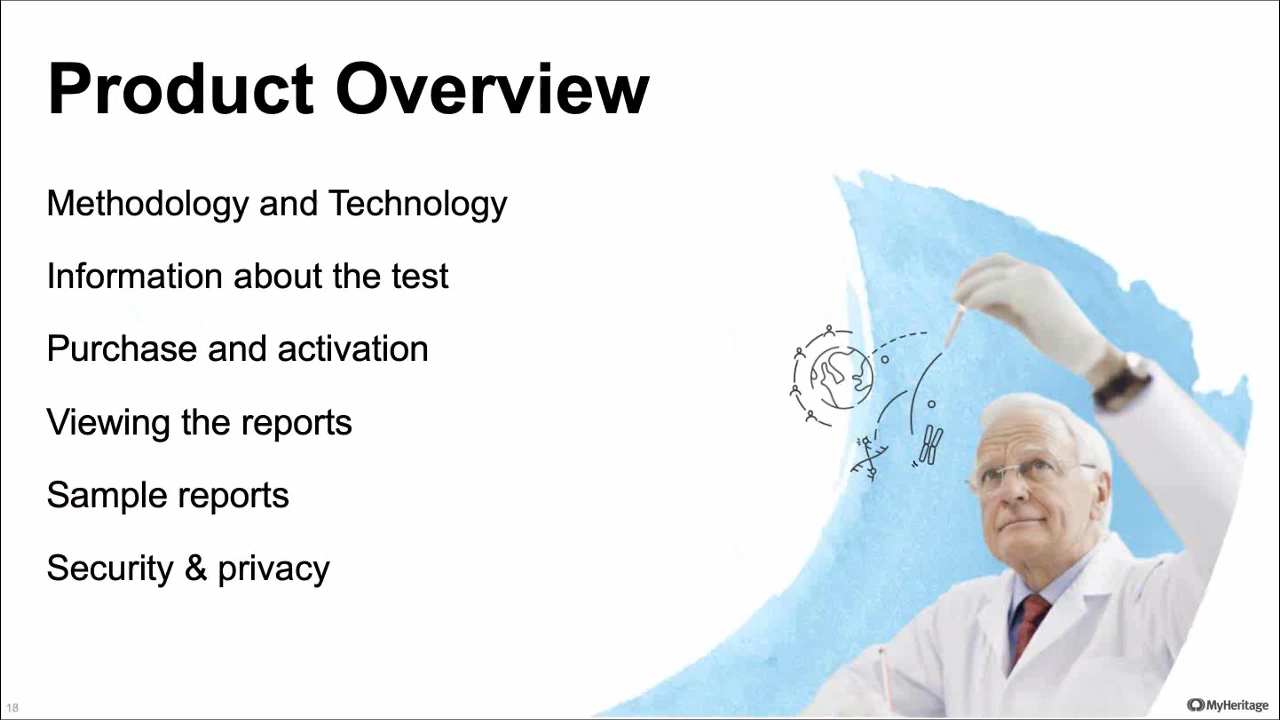 Product Overview
Methodology and Technology
Information about the test
Purchase and activation
Viewing the reports
Sample reports
Security & privacy
18
MyHeritage